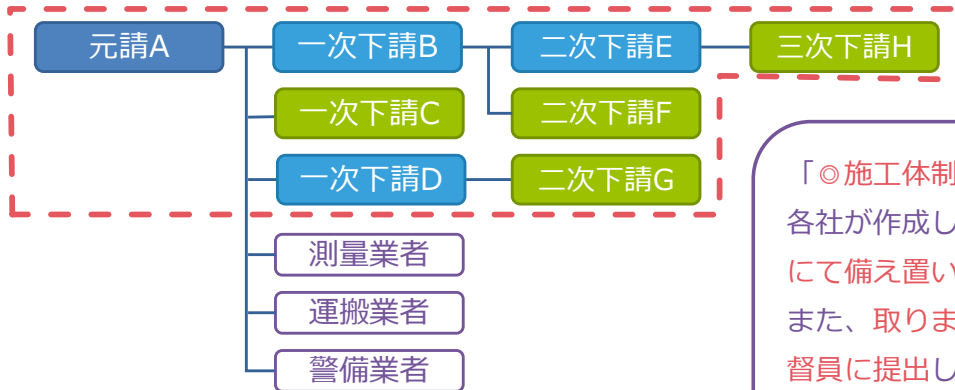 元請A
一次下請B
二次下請E
三次下請H
一次下請C
二次下請F
一次下請D
二次下請G
測量業者
運搬業者
警備業者
「◎施工体制
各社が作成し
にて備え置い
また、取りま
督員に提出し